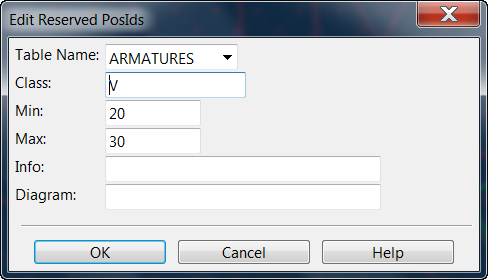 Edit Reserved PosIds
Table Name: ARMATURES
Class: V
Min: 20
Max: 30
Info:
Diagram:
OK Cancel Help